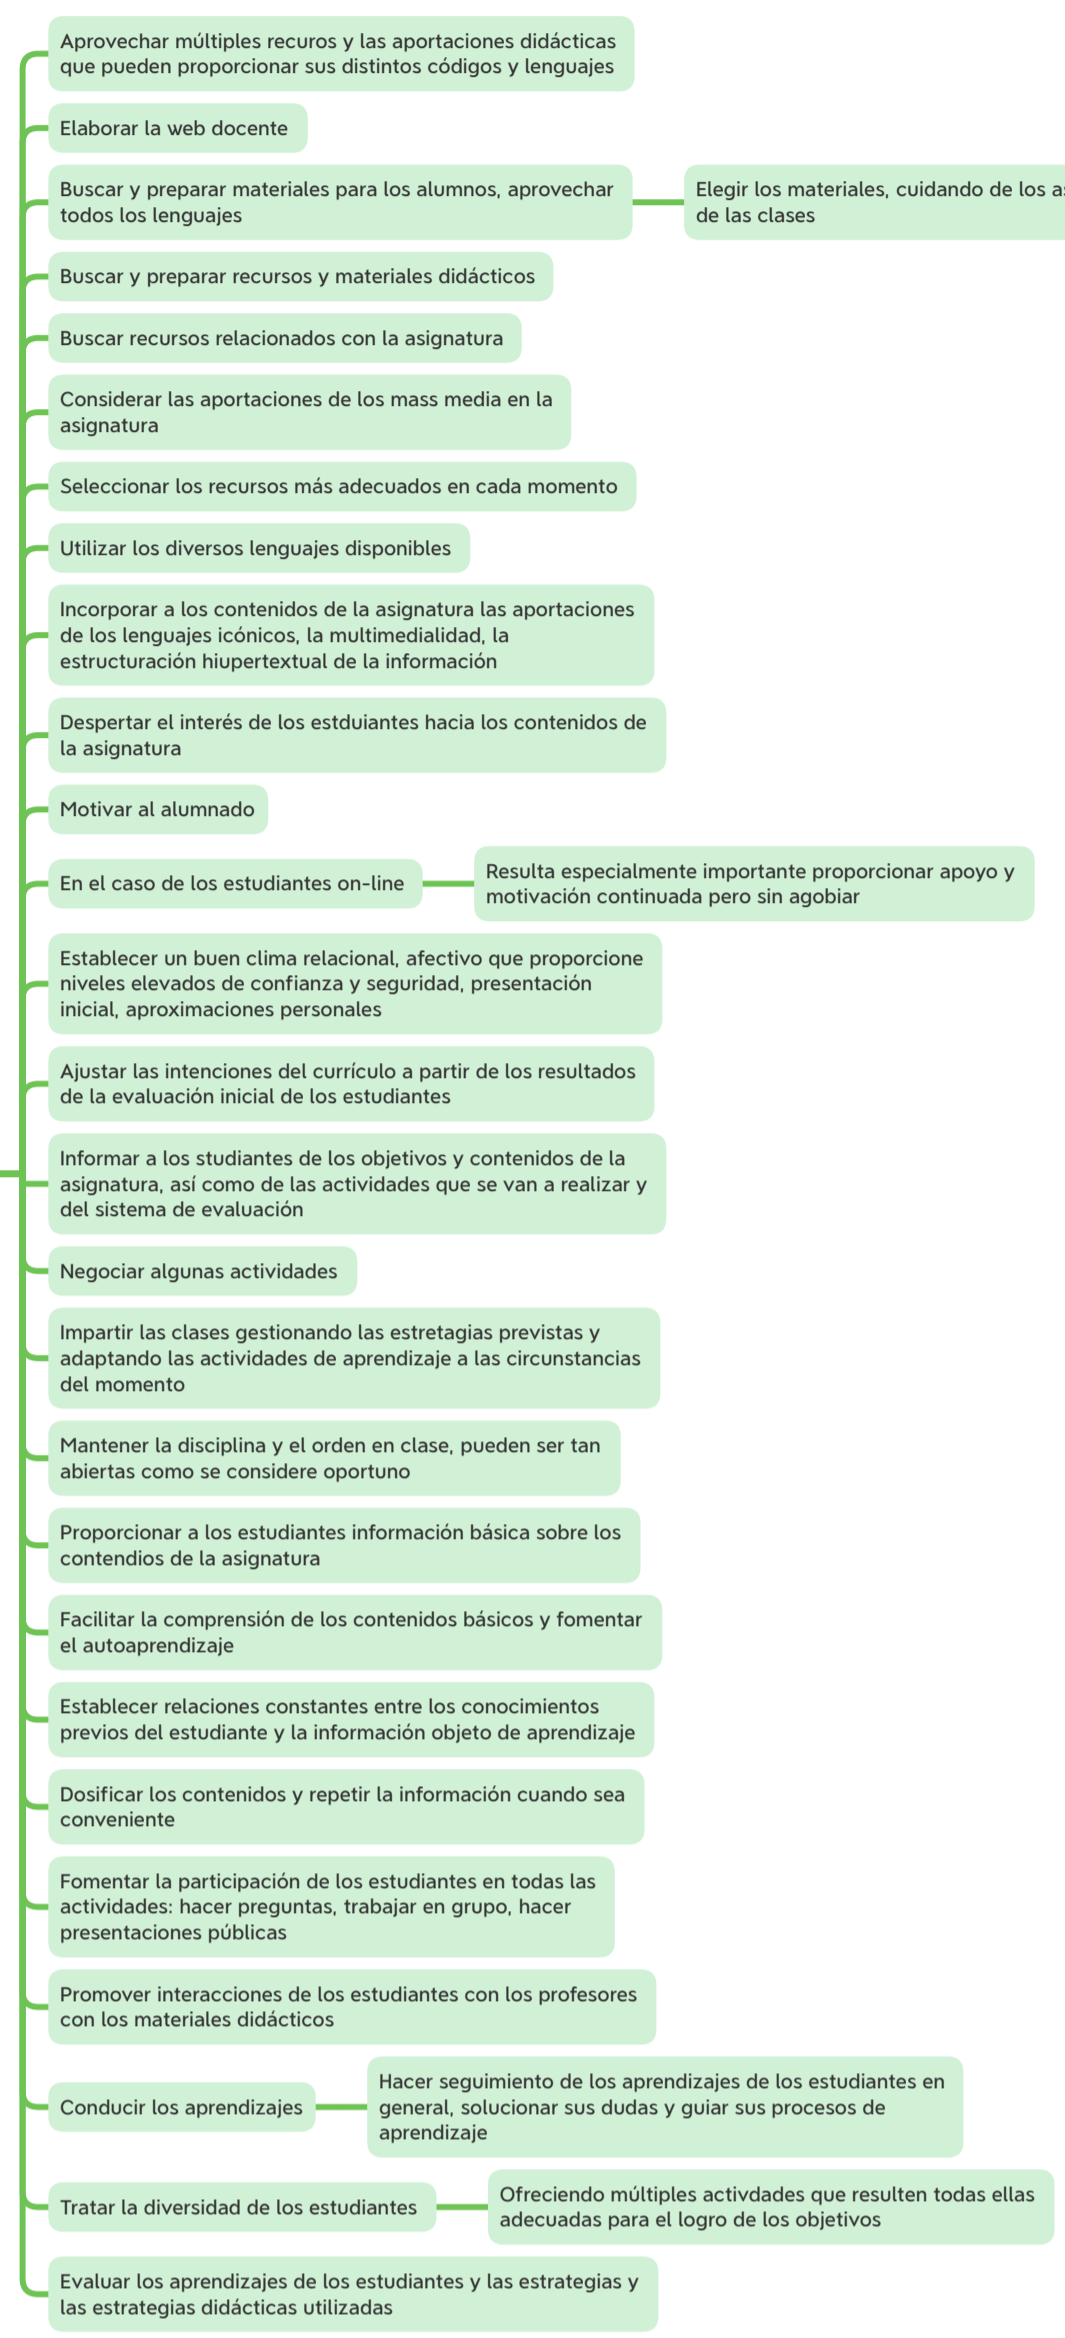 Aprovechar múltiples recuros y las aportaciones didácticas
que pueden proporcionar sus distintos códigos y lenguajes
Elaborar la web docente
Buscar y preparar materiales para los alumnos, aprovechar
todos los lenguajes
Elegir los materiales, cuidando de los
de las clases
Buscar y preparar recursos y materiales didácticos
Buscar recursos relacionados con la asignatura
Considerar las aportaciones de los mass media en la
asignatura
Seleccionar los recursos más adecuados en cada momento
Utilizar los diversos lenguajes disponibles
Incorporar a los contenidos de la asignatura las aportaciones
de los lenguajes icónicos, la multimedialidad, la
estructuración hiupertextual de la información
Despertar el interés de los estduiantes hacia los contenidos de
la asignatura
Motivar al alumnado
En el caso de los estudiantes on-line
Resulta especialmente importante proporcionar apoyo y
motivación continuada pero sin agobiar
Establecer un buen clima relacional, afectivo que proporcione
niveles elevados de confianza y seguridad, presentación
inicial, aproximaciones personales
Ajustar las intenciones del currículo a partir de los resultados
de la evaluación inicial de los estudiantes
Informar a los studiantes de los objetivos y contenidos de la
asignatura, así como de las actividades que se van a realizar y
del sistema de evaluación
Negociar algunas actividades
Impartir las clases gestionando las estretagias previstas y
adaptando las actividades de aprendizaje a las circunstancias
del momento
Mantener la disciplina y el orden en clase, pueden ser tan
abiertas como se considere oportuno
Proporcionar a los estudiantes información básica sobre los
contendios de la asignatura
Facilitar la comprensión de los contenidos básicos y fomentar
el autoaprendizaje
Establecer relaciones constantes entre los conocimientos
previos del estudiante y la información objeto de aprendizaje
Dosificar los contenidos y repetir la información cuando sea
conveniente
Fomentar la participación de los estudiantes en todas las
actividades: hacer preguntas, trabajar en grupo, hacer
presentaciones públicas
Promover interacciones de los estudiantes con los profesores
con los materiales didácticos
Conducir los aprendizajes
Hacer seguimiento de los aprendizajes de los estudiantes en
general, solucionar sus dudas y guiar sus procesos de
aprendizaje
Tratar la diversidad de los estudiantes
Ofreciendo múltiples activdades que resulten todas ellas
adecuadas para el logro de los objetivos
Evaluar los aprendizajes de los estudiantes y las estrategias y
las estrategias didácticas utilizadas